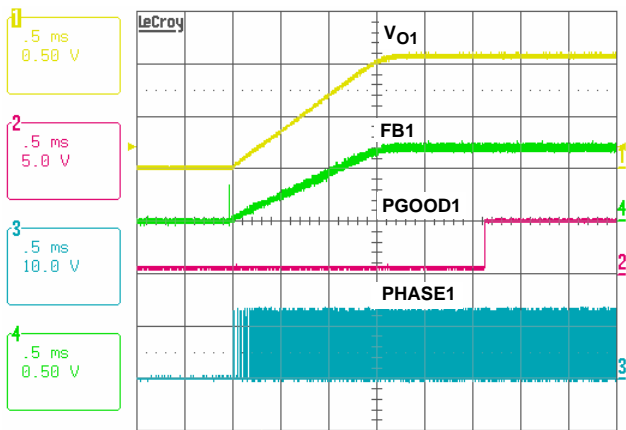 1
.5 ms
0.50 V
2
.5 ms
5.0 V
3
.5 ms
10.0 V
4
.5 ms
0.50 V
LeCroy
VO1
FB1
PGOOD1
PHASE1
1
4
2
3